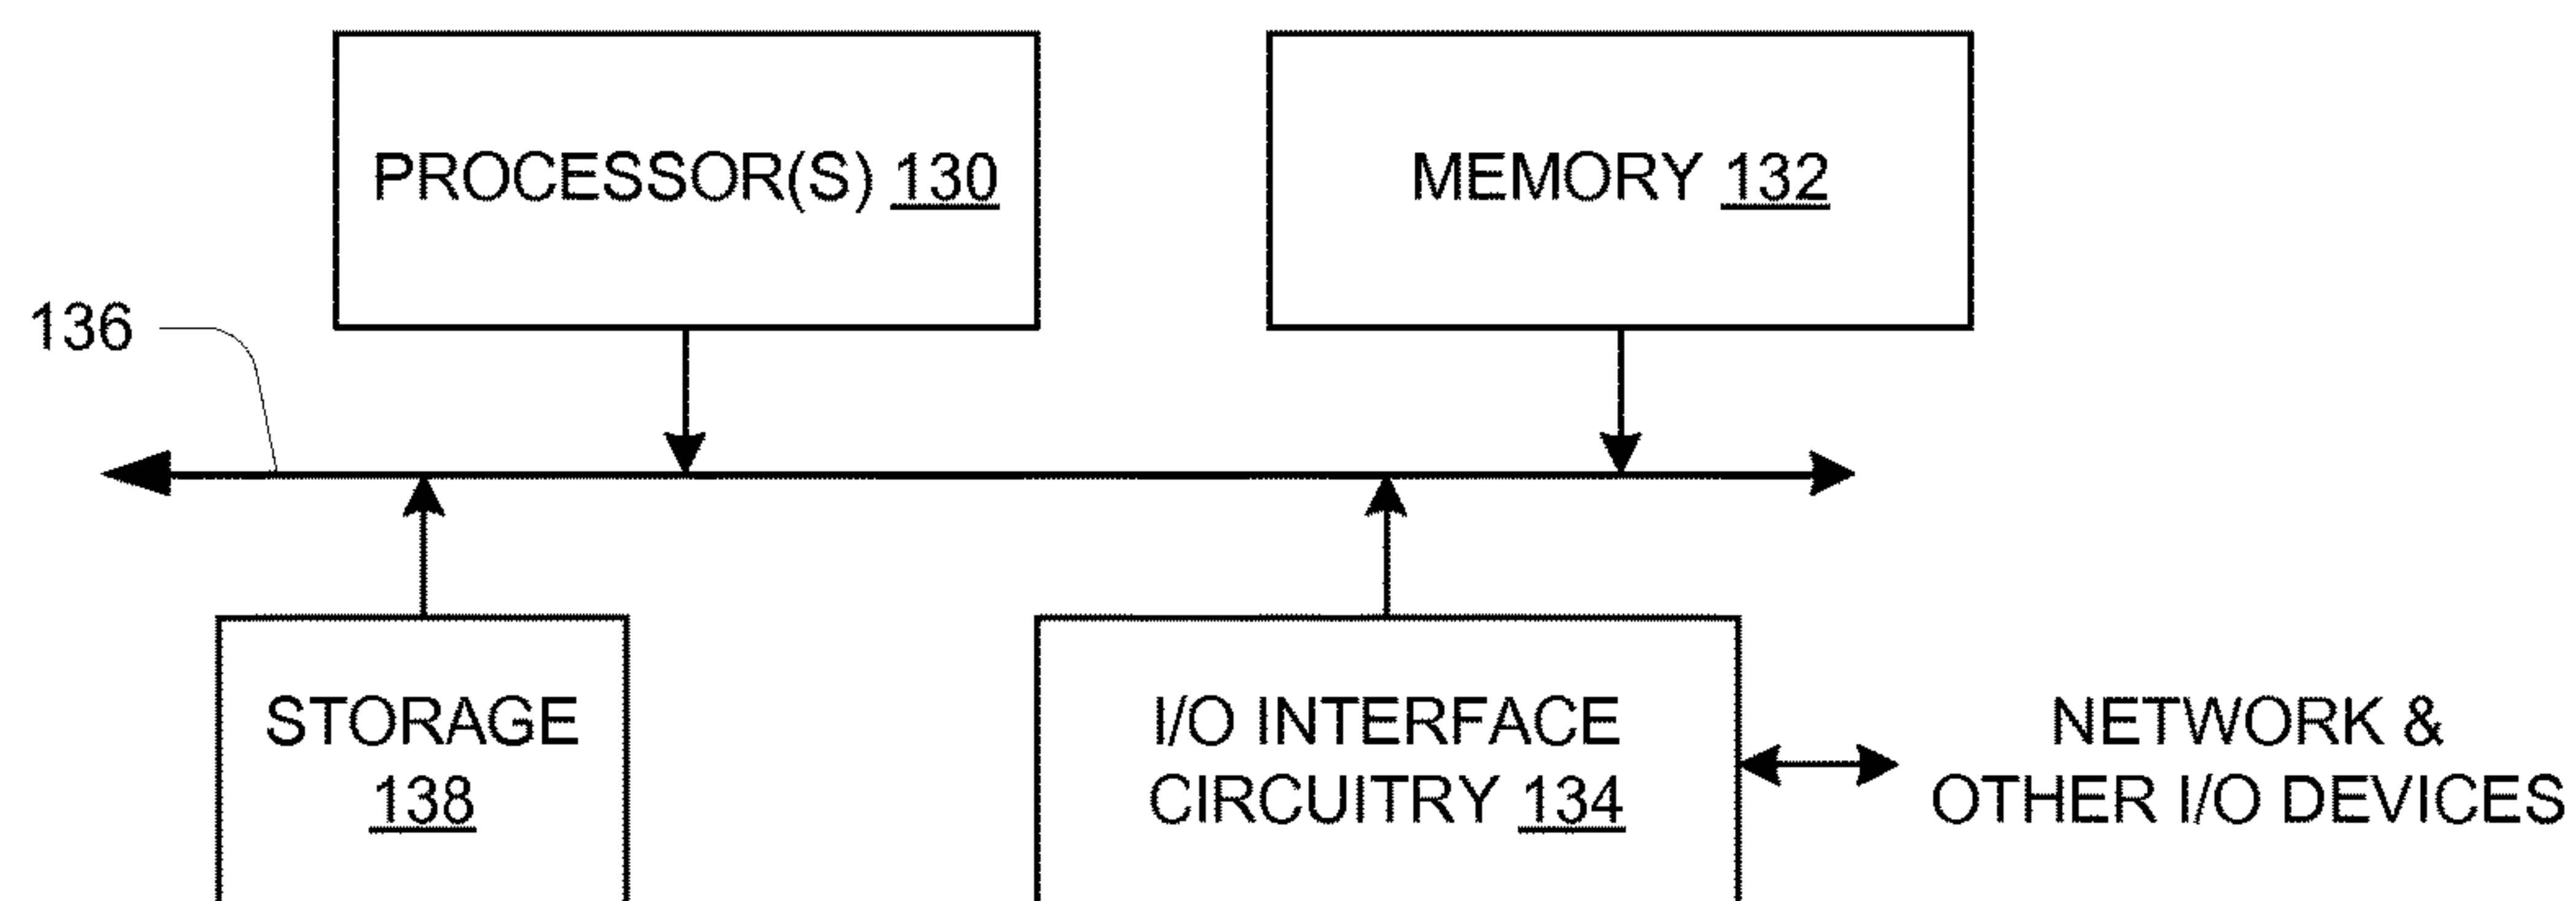 PROCESSOR(S) 130
MEMORY 132
136
STORAGE
138
I/O INTERFACE
CIRCUITRY 134
NETWORK &
OTHER I/O DEVICES